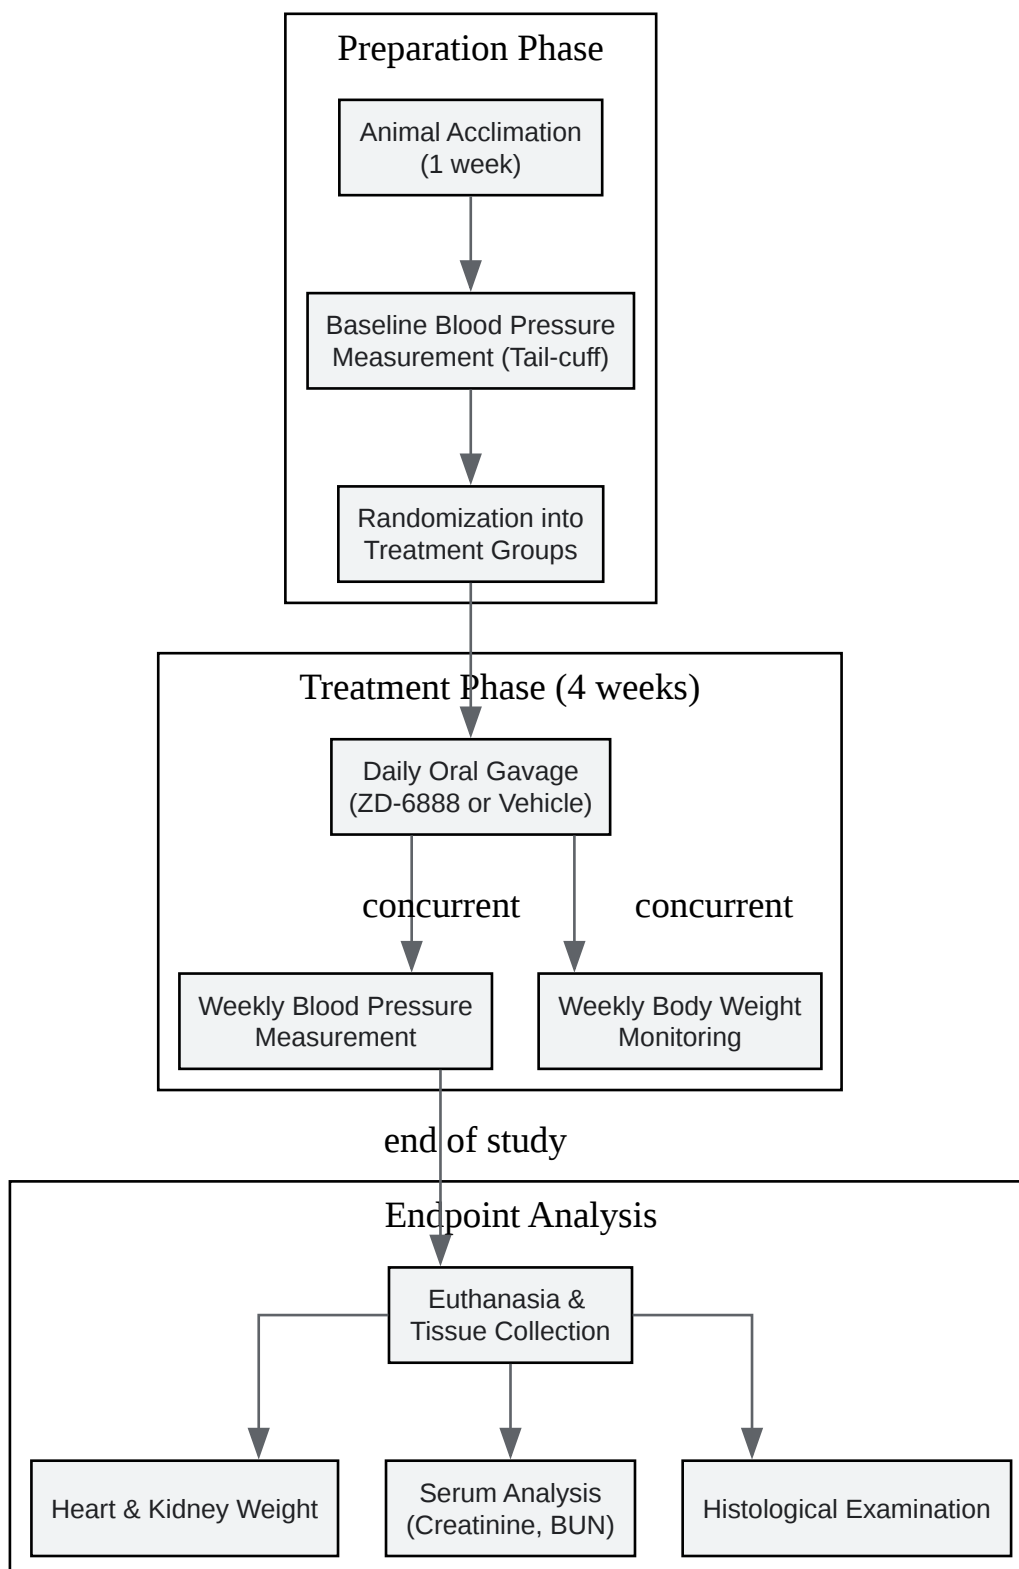 Preparation Phase
Animal Acclimation
(1 week)
Baseline Blood Pressure
Measurement (Tail-cuff)
Randomization into
Treatment Groups
Treatment Phase (4 weeks)
Daily Oral Gavage
(ZD-6888 or Vehicle)
concurrent
concurrent
Weekly Blood Pressure
Measurement
Weekly Body Weight
Monitoring
end of study
Endpoint Analysis
Euthanasia &
Tissue Collection
Heart & Kidney Weight
Serum Analysis
(Creatinine, BUN)
Histological Examination